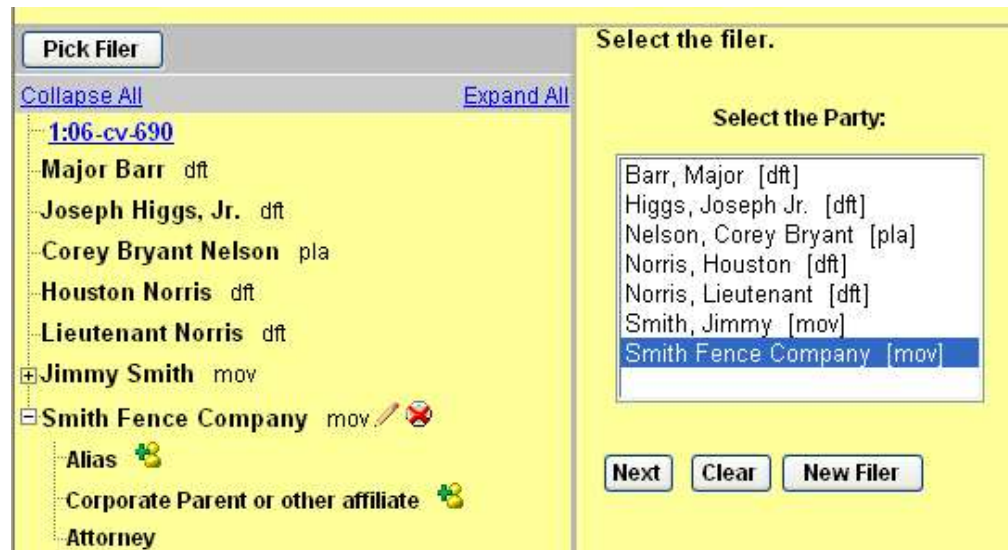 Pick Filer
Collapse All Expand All
1:06-cv-690
Major Barr dft
Joseph Higgs, Jr. dft
Corey Bryant Nelson pla
Houston Norris dft
Lieutenant Norris dft
Jimmy Smith mov
Smith Fence Company mov
Alias
Corporate Parent or other affiliate
Attorney
Select the filer.
Select the Party:
Barr, Major [dft]
Higgs, Joseph Jr. [dft]
Nelson, Corey Bryant [pla]
Norris, Houston [dft]
Norris, Lieutenant [dft]
Smith, Jimmy [mov]
Smith Fence Company [mov]
Next Clear New Filer